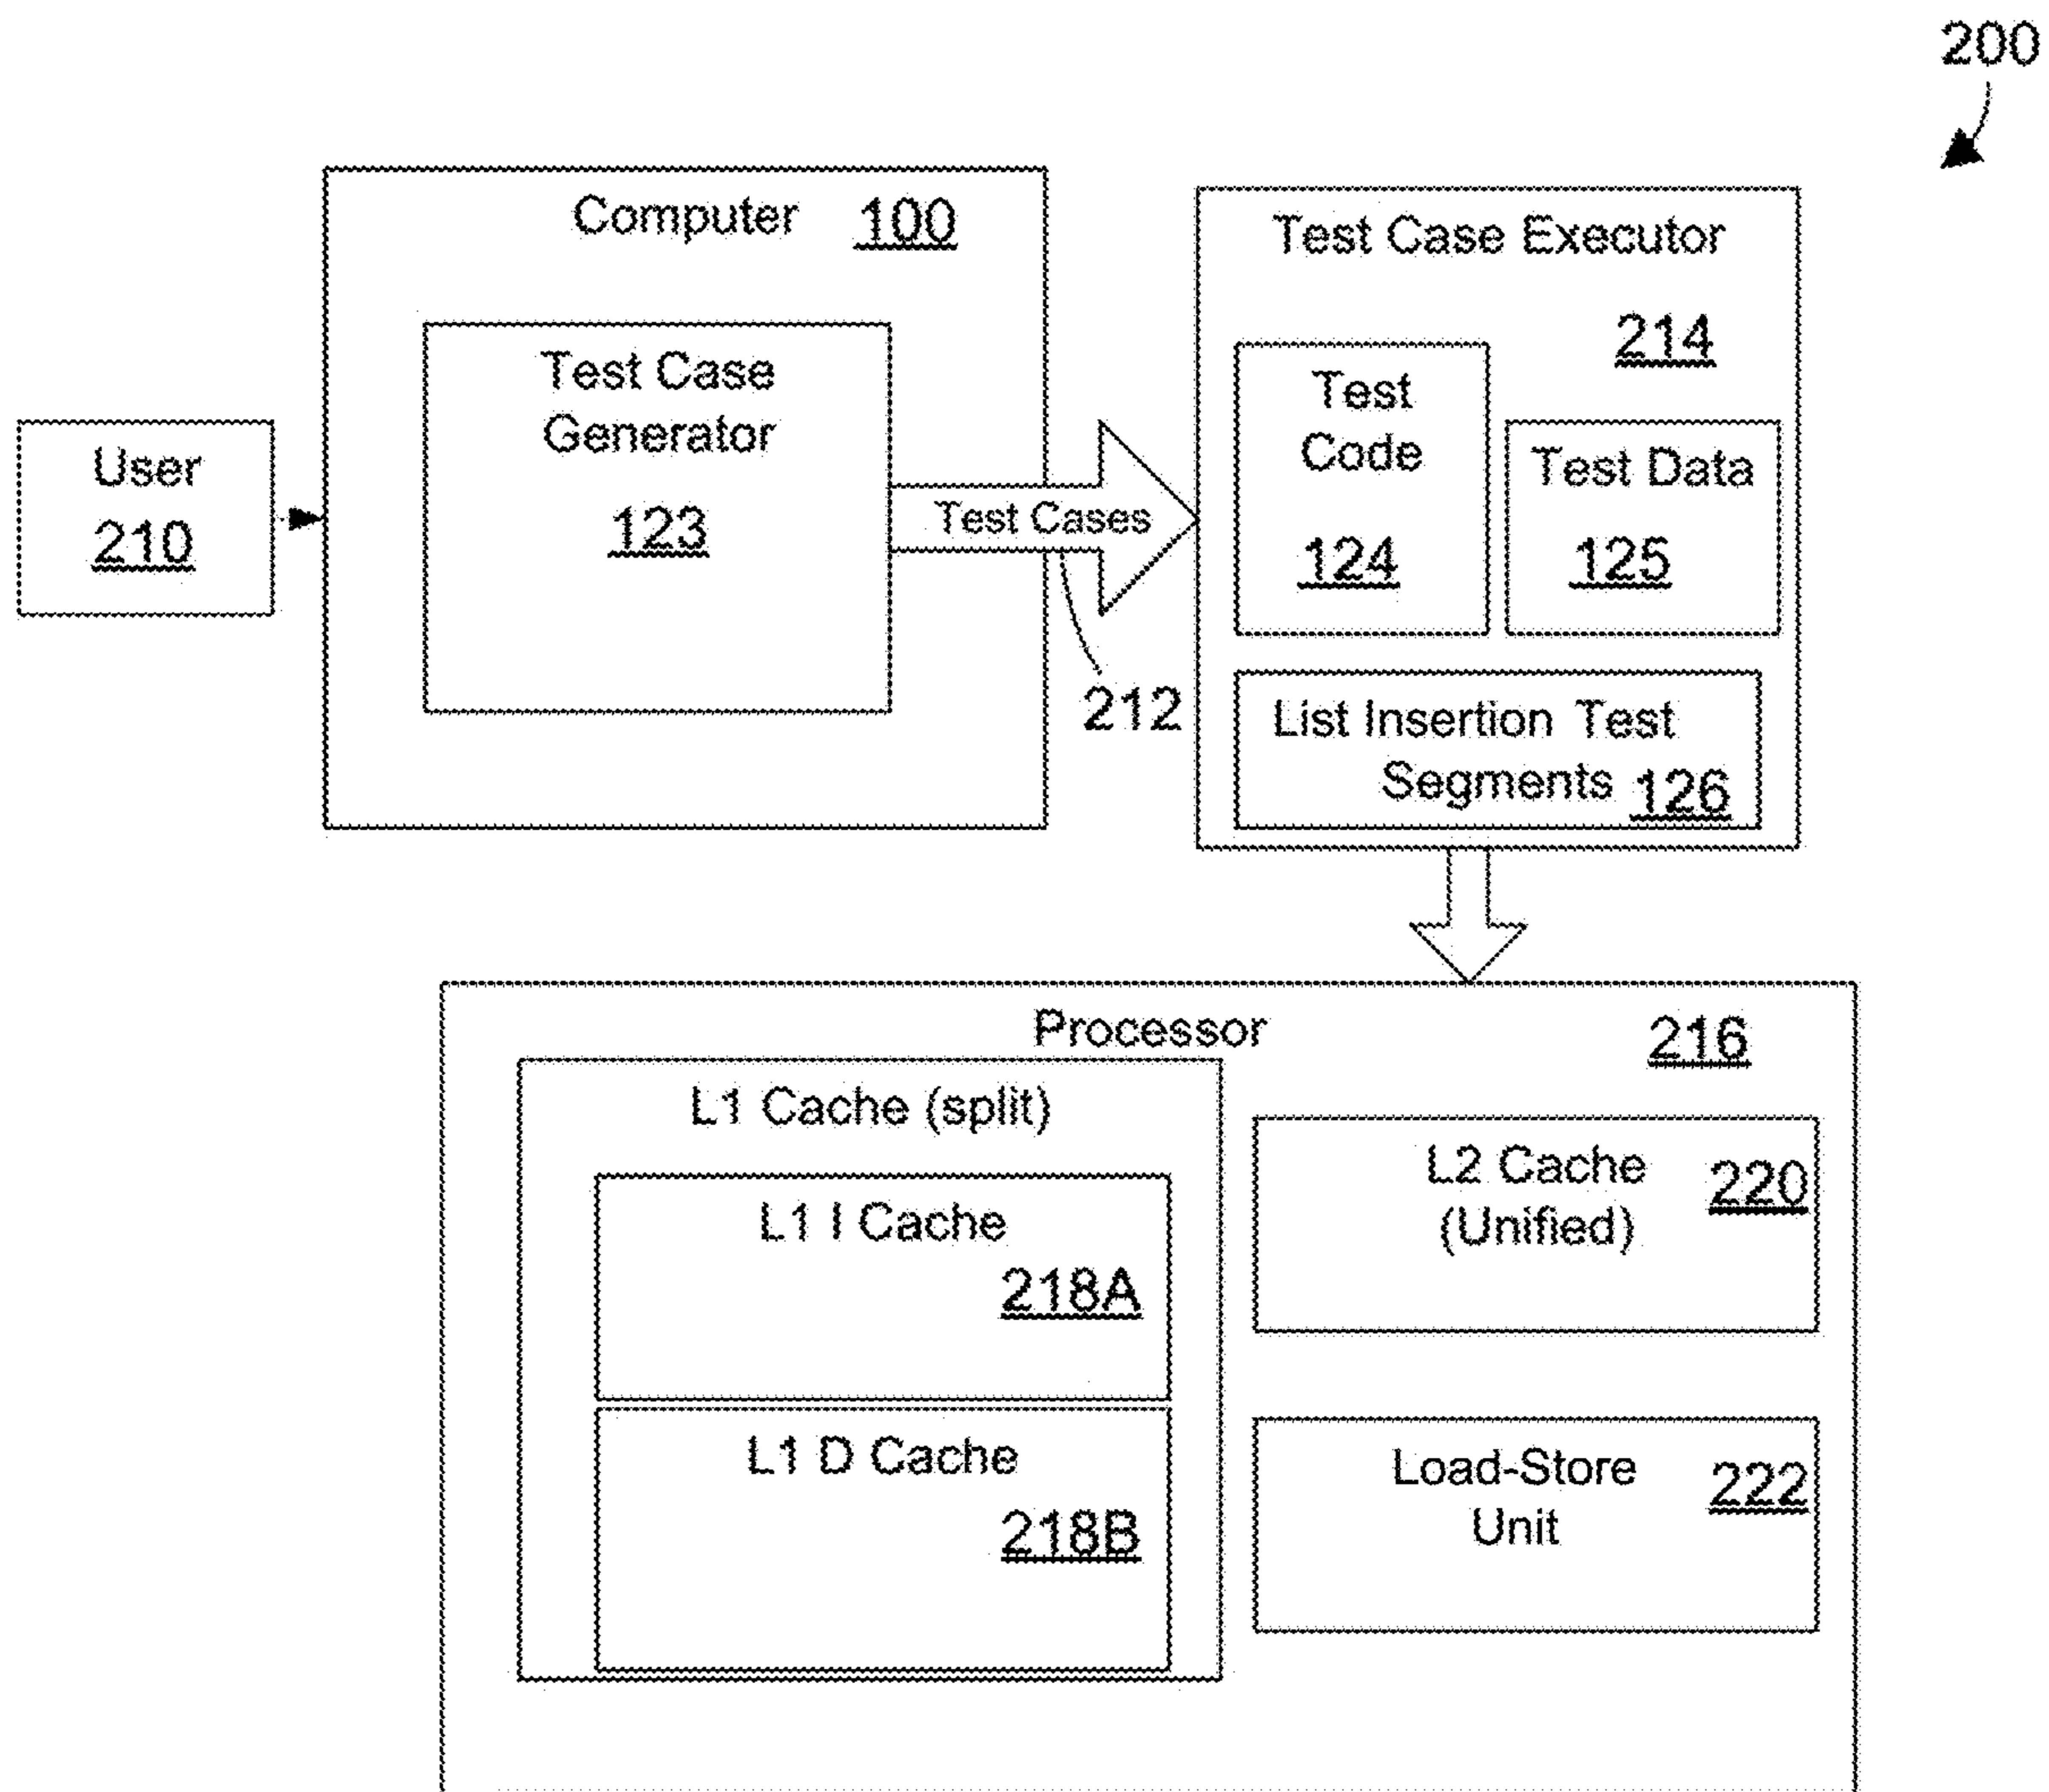 200
Computer 100
Test Case
Generator
123
User
210
Test Cases
212
Test Case Executor
214
Test
Code
124
Test Data
125
List Insertion Test
Segments 126
Processor
216
L1 Cache (split)
L1 I Cache
218A
L1 D Cache
218B
L2 Cache
(Unified)
220
Load-Store
Unit
222